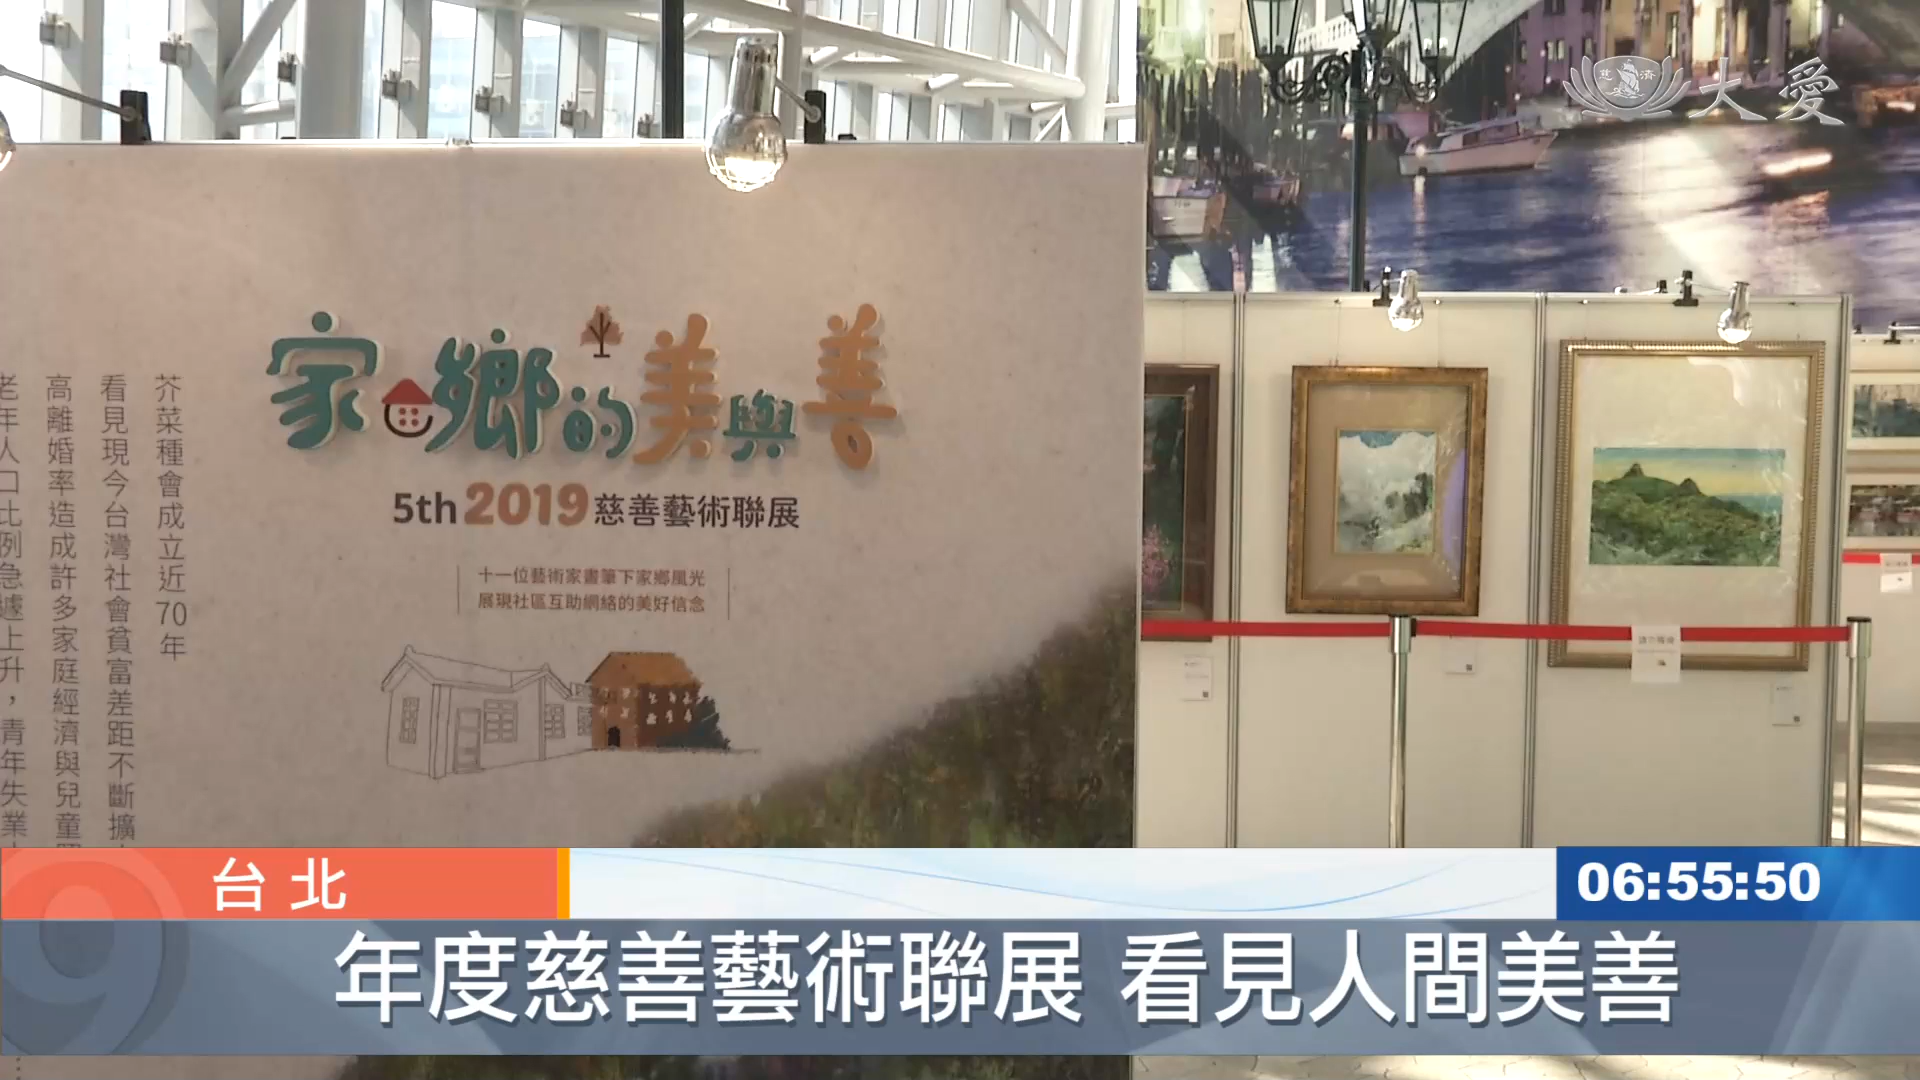 慈濟 大愛
家鄉的美與善
5th 2019 慈善藝術聯展
十一位藝術家畫筆下家鄉風光
展現社區互助網絡的美好信念
芥菜種會成立近70年
看見現今台灣社會貧富差距不斷擴
高離婚率造成許多家庭經濟與兒童
老年人口比例急遽上升，青年失業
台北
06:55:50
年度慈善藝術聯展 看見人間美善